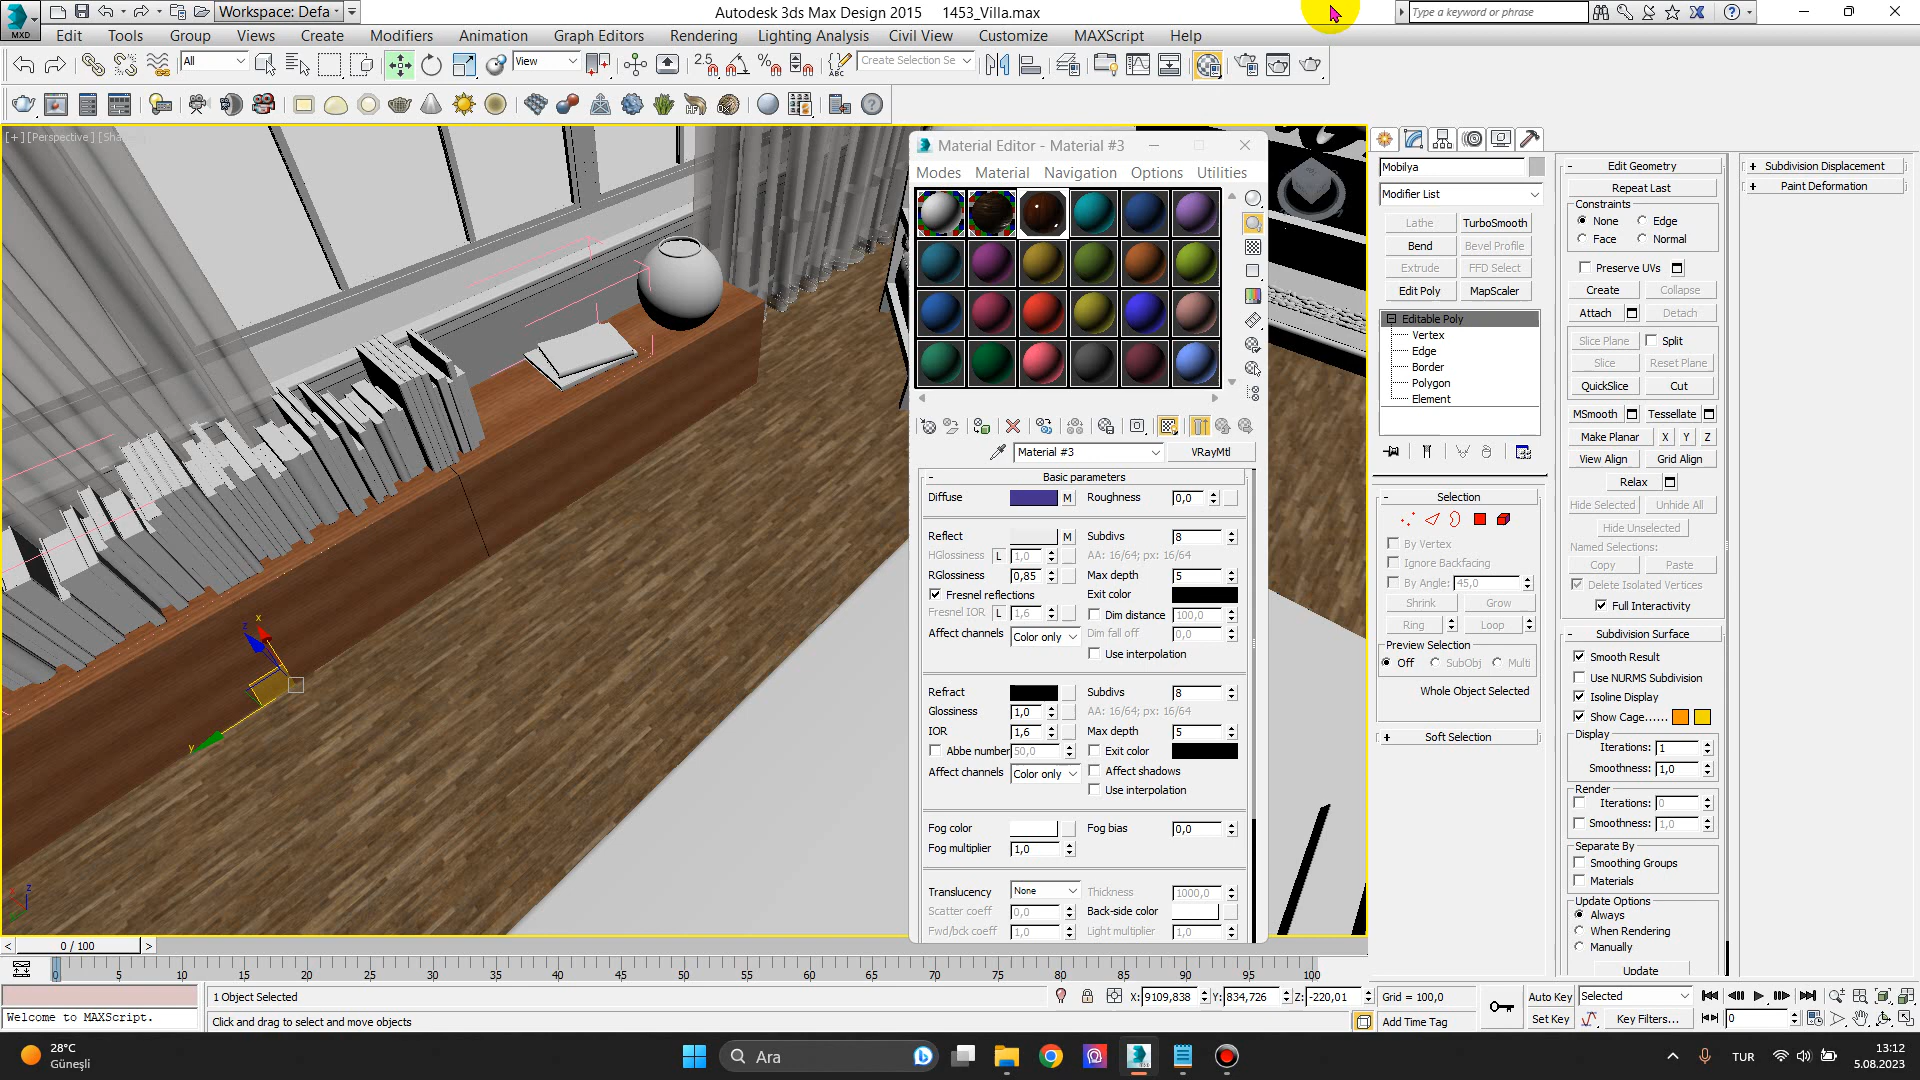 Workspace: Defa
Autodesk 3ds Max Design 2015 1453_Villa.max
Type a keyword or phrase
MXD
Edit Tools Group Views Create Modifiers Animation Graph Editors Rendering Lighting Analysis Civil View Customize MAXScript Help
All
View
2.5
Create Selection Se
[+][Perspective]
Material Editor - Material #3
Modes Material Navigation Options Utilities
Material #3
VRayMtl
Basic parameters
Diffuse M Roughness 0,0
Reflect M Subdivs 8
HGlossiness L 1,0 AA: 16/64; px: 16/64
RGlossiness 0,85 Max depth 5
Fresnel reflections Exit color
Fresnel IOR L 1,6 Dim distance 100,0
Affect channels Color only Dim fall off 0,0
Use interpolation
Refract Subdivs 8
Glossiness 1,0 AA: 16/64; px: 16/64
IOR 1,6 Max depth 5
Abbe number 50,0 Exit color
Affect channels Color only Affect shadows
Use interpolation
Fog color Fog bias 0,0
Fog multiplier 1,0
Translucency None Thickness 1000,0
Scatter coeff 0,0 Back-side color
Fwd/bck coeff 1,0 Light multiplier 1,0
Mobilya
Modifier List
Lathe TurboSmooth
Bend Bevel Profile
Extrude FFD Select
Edit Poly MapScaler
Editable Poly
Vertex
Edge
Border
Polygon
Element
Selection
By Vertex
Ignore Backfacing
By Angle: 45,0
Shrink Grow
Ring Loop
Preview Selection
Off SubObj Multi
Whole Object Selected
Soft Selection
Edit Geometry
Repeat Last
Constraints
None Edge
Face Normal
Preserve UVs
Create Collapse
Attach Detach
Slice Plane Split
Slice Reset Plane
QuickSlice Cut
MSmooth Tessellate
Make Planar X Y Z
View Align Grid Align
Relax
Hide Selected Unhide All
Hide Unselected
Named Selections:
Copy Paste
Delete Isolated Vertices
Full Interactivity
Subdivision Surface
Smooth Result
Use NURMS Subdivision
Isoline Display
Show Cage......
Display
Iterations: 1
Smoothness: 1,0
Render
Iterations: 0
Smoothness: 1,0
Separate By
Smoothing Groups
Materials
Update Options
Always
When Rendering
Manually
Update
Subdivision Displacement
Paint Deformation
x
z
y
z
0 / 100
0 5 10 15 20 25 30 35 40 45 50 55 60 65 70 75 80 85 90 95 100
1 Object Selected
X: 9109,838 Y: 834,726 Z: -220,01 Grid = 100,0
Auto Key Selected
Welcome to MAXScript.
Click and drag to select and move objects
Add Time Tag
Set Key Key Filters... 0
28°C
Güneşli
Ara
TUR
13:12
5.08.2023